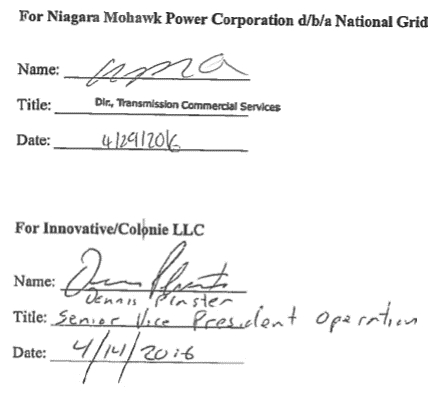 For Niagara Mohawk Power Corporation d/b/a National Grid
Name:
Title: Dir., Transmission Commercial Services
Date: 4/29/2016
For Innovative/Colonie LLC
Name:
Dennis Plaster
Title: Senior Vice President Operation
Date: 4/14/2016